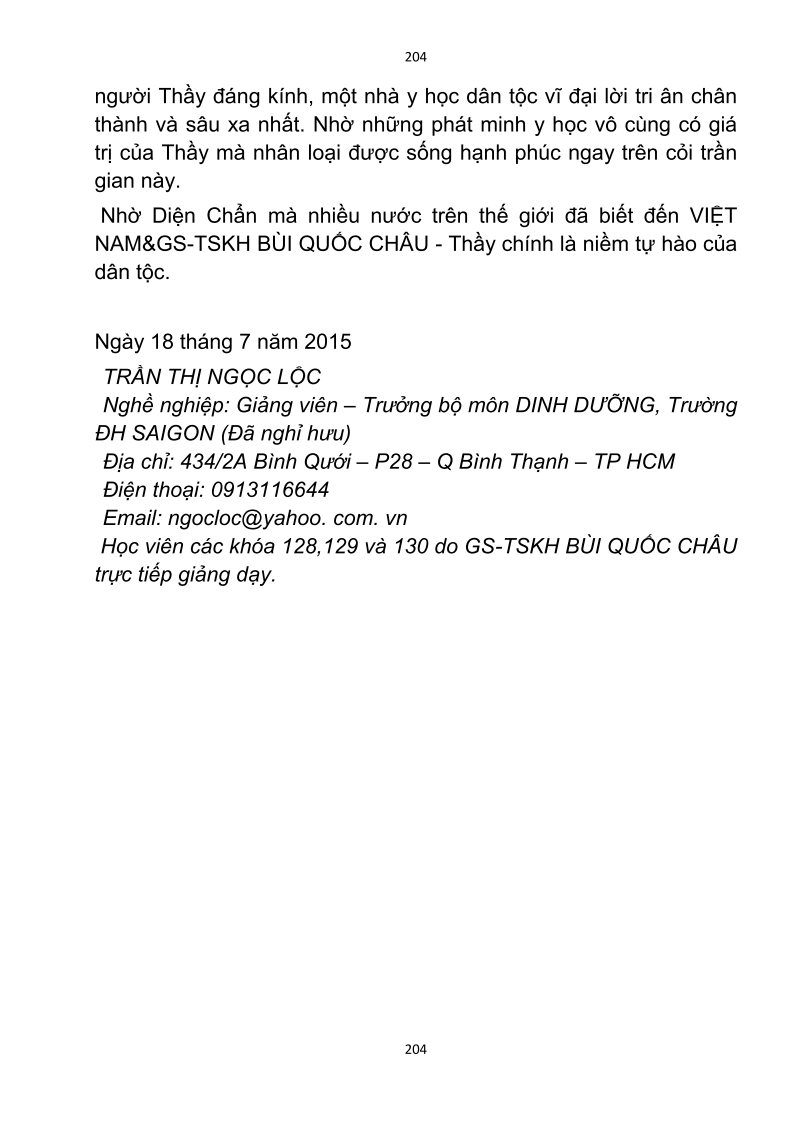 204
người Thầy đáng kính, một nhà y học dân tộc vĩ đại lời tri ân chân
thành và sâu xa nhất. Nhờ những phát minh y học vô cùng có giá
trị của Thầy mà nhân loại được sống hạnh phúc ngay trên cỏi trần
gian này.
Nhờ Diện Chẩn mà nhiều nước trên thế giới đã biết đến VIỆT
NAM&GS-TSKH BÙI QUỐC CHÂU - Thầy chính là niềm tự hào của
dân tộc.
Ngày 18 tháng 7 năm 2015
TRẦN THỊ NGỌC LỘC
Nghề nghiệp: Giảng viên – Trưởng bộ môn DINH DƯỠNG, Trường
ĐH SAIGON (Đã nghỉ hưu)
Địa chỉ: 434/2A Bình Qưới – P28 – Q Bình Thạnh – TP HCM
Điện thoại: 0913116644
Email: ngocloc@yahoo. com. vn
Học viên các khóa 128,129 và 130 do GS-TSKH BÙI QUỐC CHÂU
trực tiếp giảng dạy.
204